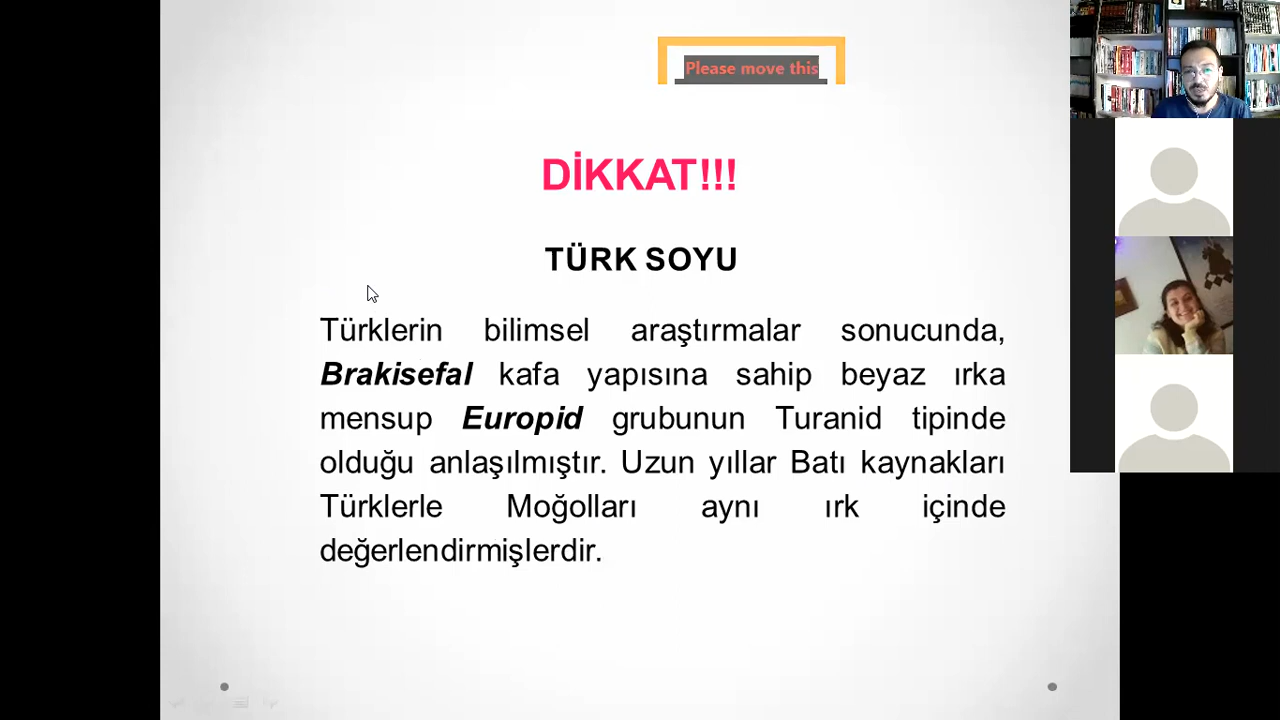 Please move this
DİKKAT!!!
TÜRK SOYU
Türklerin bilimsel araştırmalar sonucunda,
Brakisefal kafa yapısına sahip beyaz ırka
mensup Europid grubunun Turanid tipinde
olduğu anlaşılmıştır. Uzun yıllar Batı kaynakları
Türklerle Moğolları aynı ırk içinde
değerlendirmişlerdir.